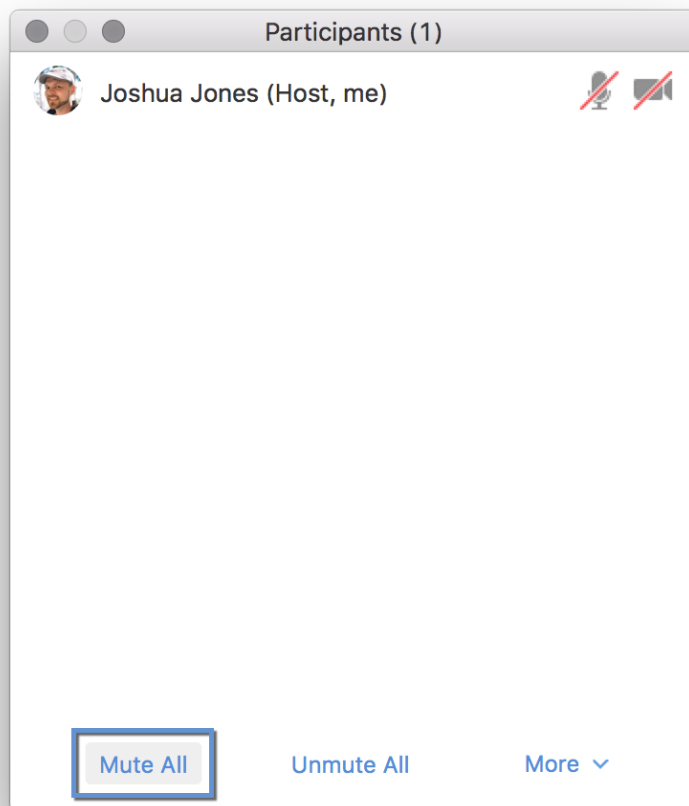 Participants (1)
Joshua Jones (Host, me)
Mute All Unmute All More